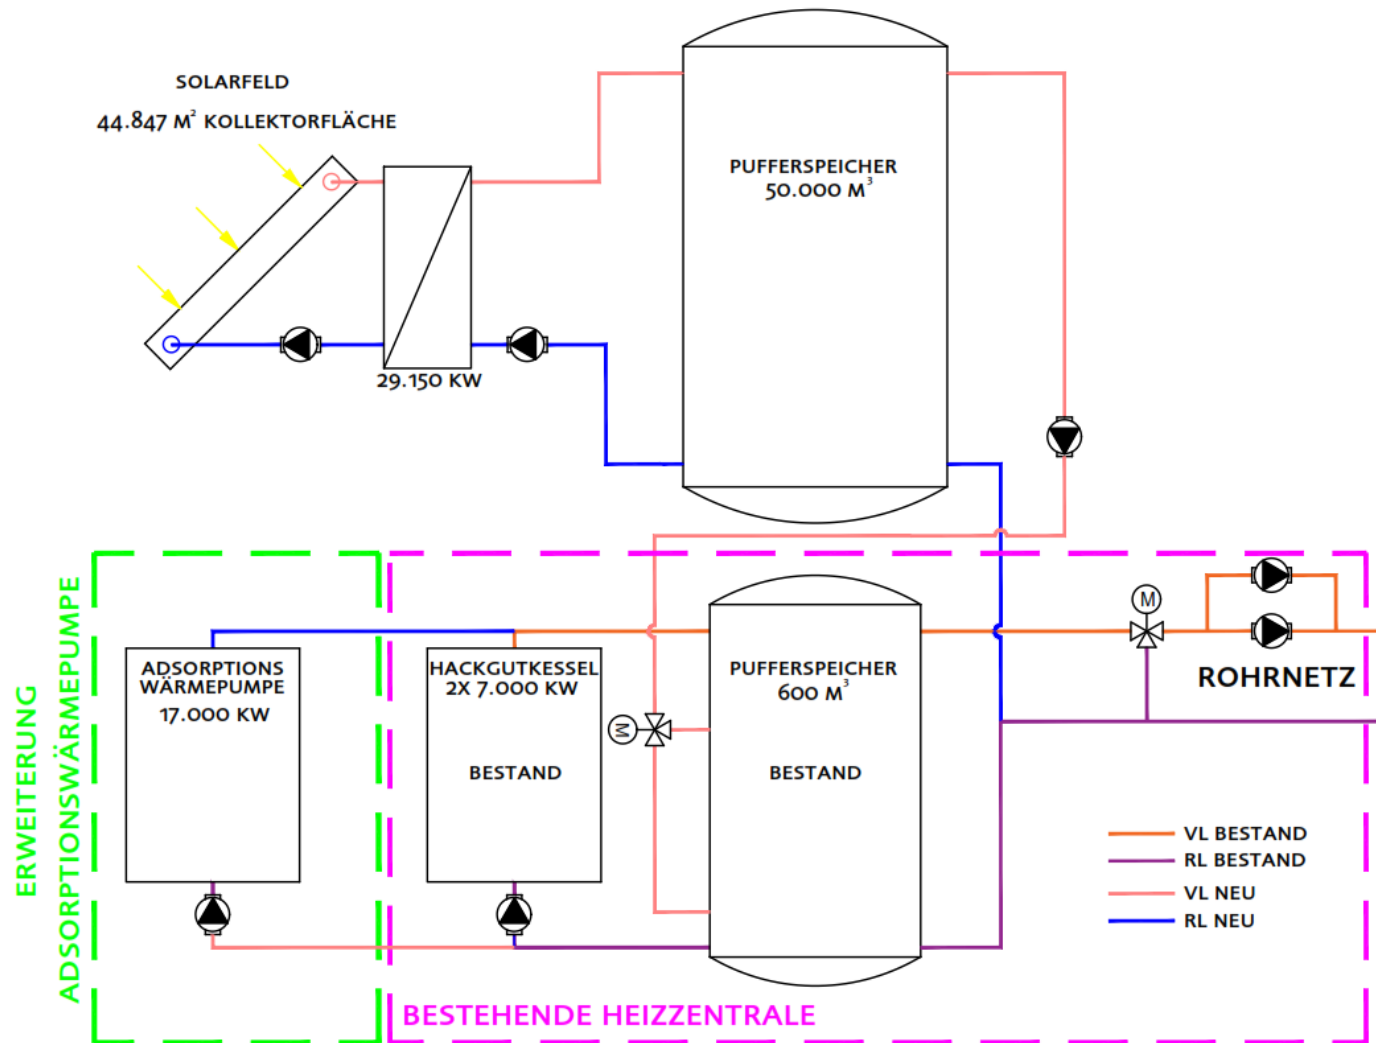 SOLARFELD
44.847 M² KOLLEKTORFLÄCHE
PUFFERSPEICHER
50.000 M³
29.150 KW
ERWEITERUNG
ADSORPTIONSWÄRMEPUMPE
ADSORPTIONS
WÄRMEPUMPE
17.000 KW
HACKGUTKESSEL
2X 7.000 KW
BESTAND
M
PUFFERSPEICHER
600 M³
BESTAND
M
ROHRNETZ
VL BESTAND
RL BESTAND
VL NEU
RL NEU
BESTEHENDE HEIZZENTRALE